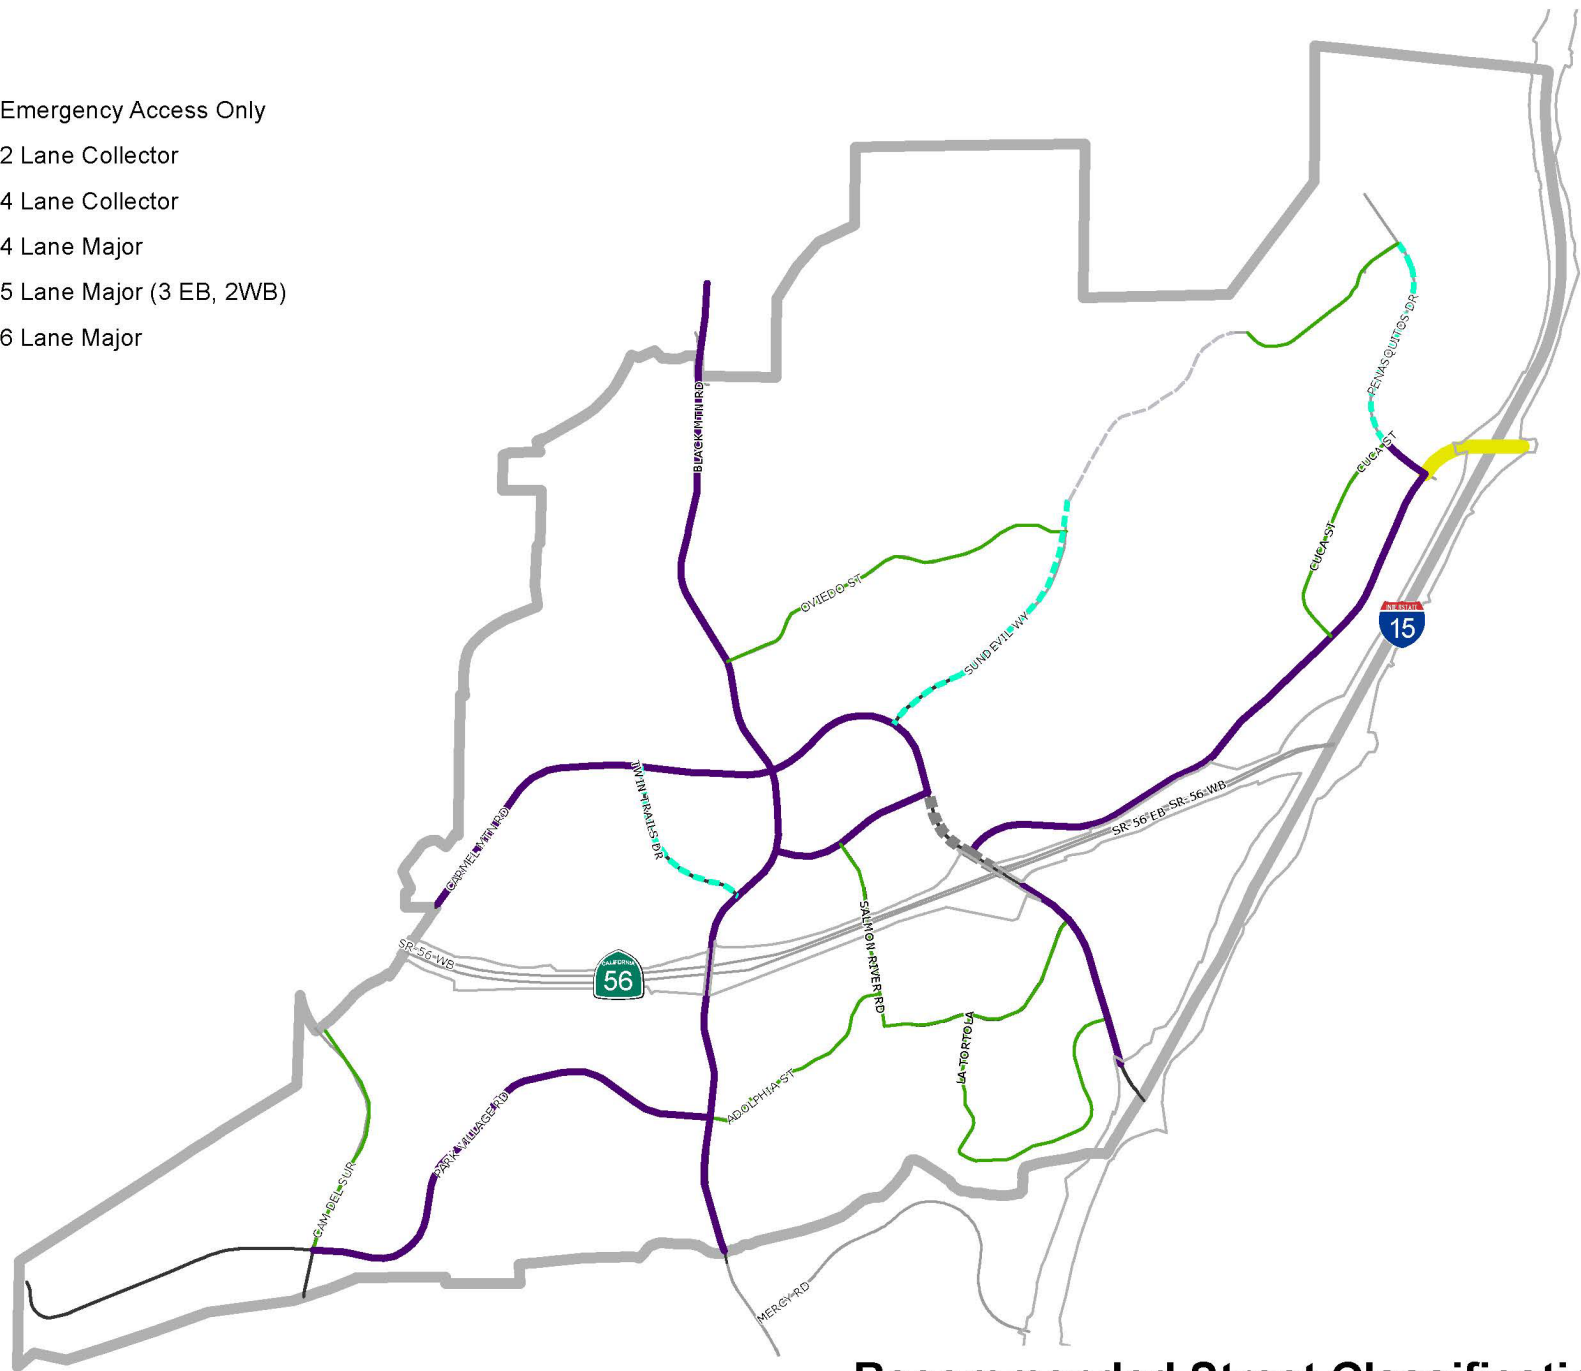 Emergency Access Only
2 Lane Collector
4 Lane Collector
4 Lane Major
5 Lane Major (3 EB, 2WB)
6 Lane Major
PENASQUITOS DR
BLACK MTN RD
CUCA ST
CUCA ST
OVIEDO ST
SUNDEVIL WY
INTERSTATE
15
TWIN TRAILS DR
CARMEL MTN RD
SR-56 EB
SR-56 WB
SR-56 WB
CALIFORNIA
56
SALMON RIVER RD
LA TORTOLA
ADOLPHIA ST
PARK VILLAGE RD
CAM DEL SUR
MERCY RD